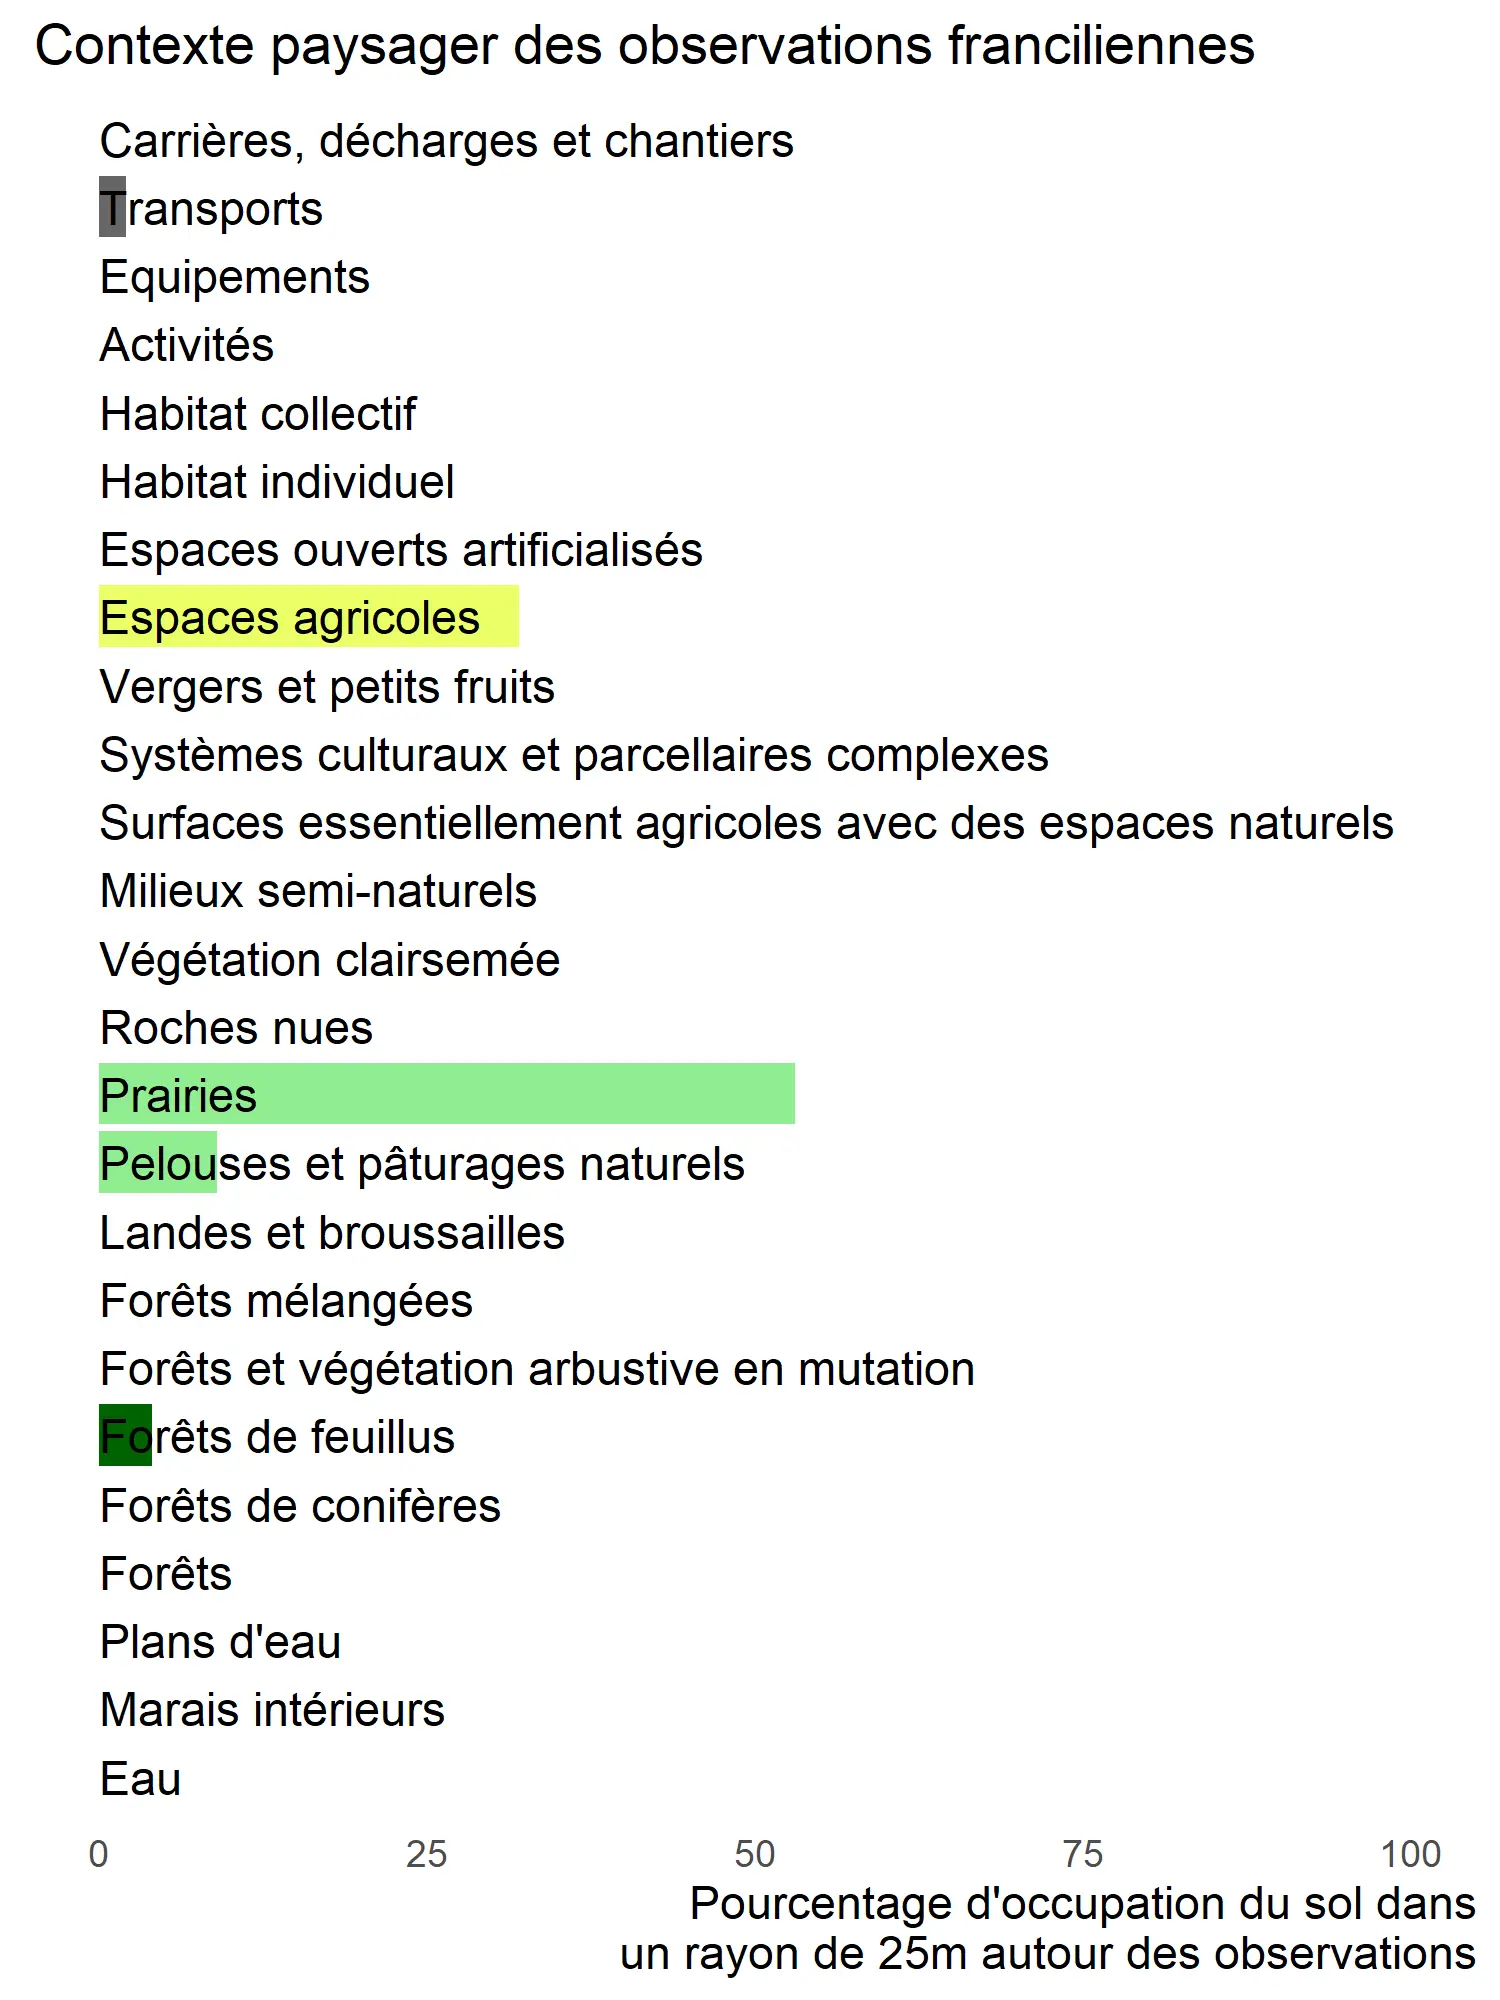 Contexte paysager des observations franciliennes
Carrières, décharges et chantiers
Transports
Equipements
Activités
Habitat collectif
Habitat individuel
Espaces ouverts artificialisés
Espaces agricoles
Vergers et petits fruits
Systèmes culturaux et parcellaires complexes
Surfaces essentiellement agricoles avec des espaces naturels
Milieux semi-naturels
Végétation clairsemée
Roches nues
Prairies
Pelouses et pâturages naturels
Landes et broussailles
Forêts mélangées
Forêts et végétation arbustive en mutation
Forêts de feuillus
Forêts de conifères
Forêts
Plans d'eau
Marais intérieurs
Eau
0 25 50 75 100
Pourcentage d'occupation du sol dans
un rayon de 25m autour des observations